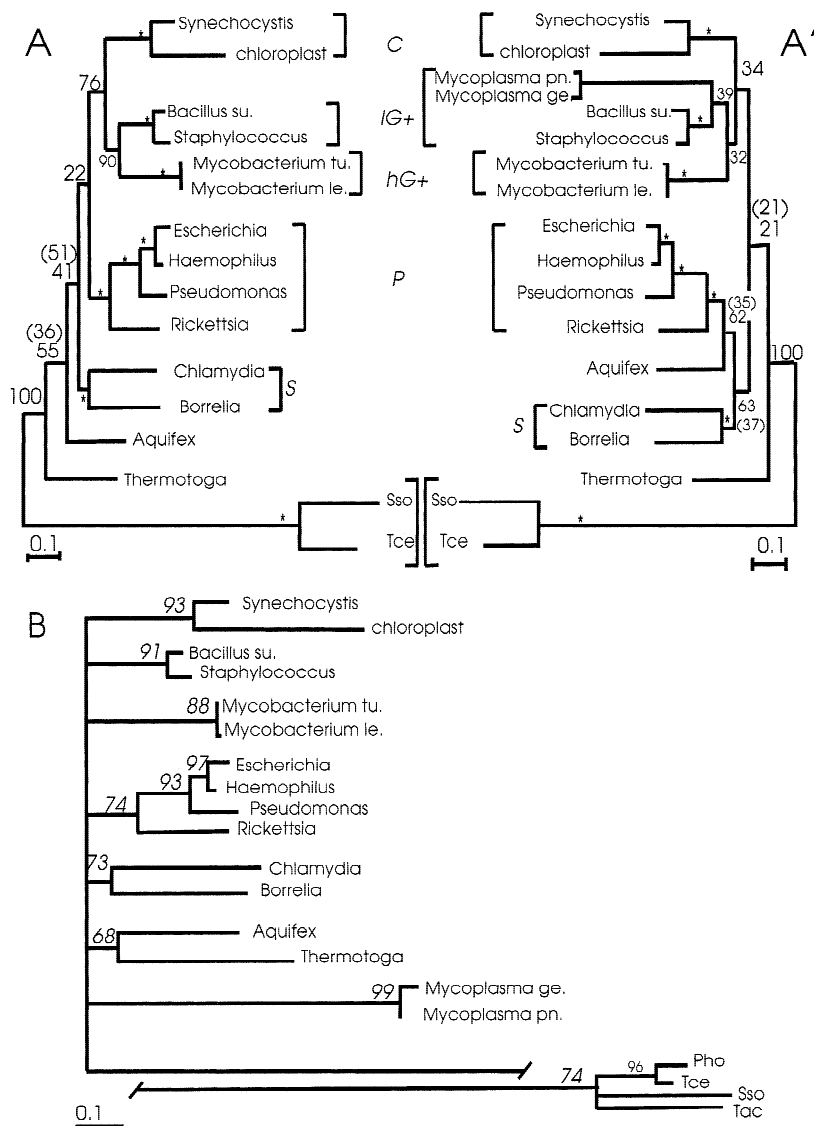 A
Synechocystis
*
chloroplast
C
76
Bacillus su.
*
Staphylococcus
lG+
90
Mycobacterium tu.
*
Mycobacterium le.
hG+
22
Escherichia
*
Haemophilus
*
Pseudomonas
*
Rickettsia
P
(51)
41
(36)
55
Chlamydia
*
Borrelia
S
100
Aquifex
Thermotoga
*
Sso
Tce
0.1
A'
Synechocystis
*
chloroplast
34
Mycoplasma pn.
Mycoplasma ge.
39
Bacillus su.
*
Staphylococcus
32
Mycobacterium tu.
*
Mycobacterium le.
(21)
21
Escherichia
*
Haemophilus
*
Pseudomonas
*
Rickettsia
(35)
62
Aquifex
100
Chlamydia
63
S
*
(37)
Borrelia
Thermotoga
Sso
*
Tce
0.1
B
93
Synechocystis
chloroplast
91
Bacillus su.
Staphylococcus
88
Mycobacterium tu.
Mycobacterium le.
97
Escherichia
93
Haemophilus
74
Pseudomonas
Rickettsia
73
Chlamydia
Borrelia
68
Aquifex
Thermotoga
99
Mycoplasma ge.
Mycoplasma pn.
74
96
Pho
Tce
Sso
Tac
0.1